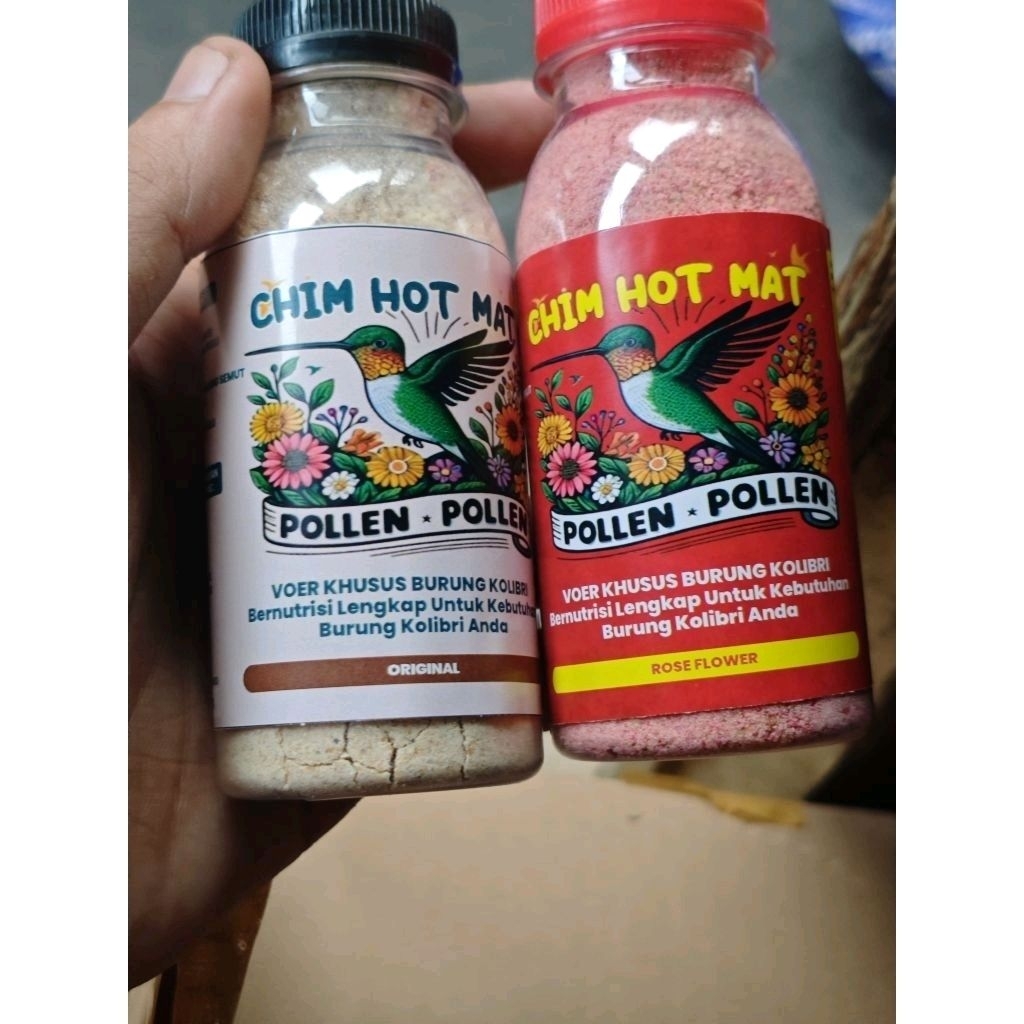 CHIM HOT MAT
POLLEN ★ POLLEN
VOER KHUSUS BURUNG KOLIBRI
Bernutrisi Lengkap Untuk Kebutuhan
Burung Kolibri Anda
ORIGINAL
SEMUT
CHIM HOT MAT
POLLEN ★ POLLEN
VOER KHUSUS BURUNG KOLIBRI
Bernutrisi Lengkap Untuk Kebutuhan
Burung Kolibri Anda
ROSE FLOWER